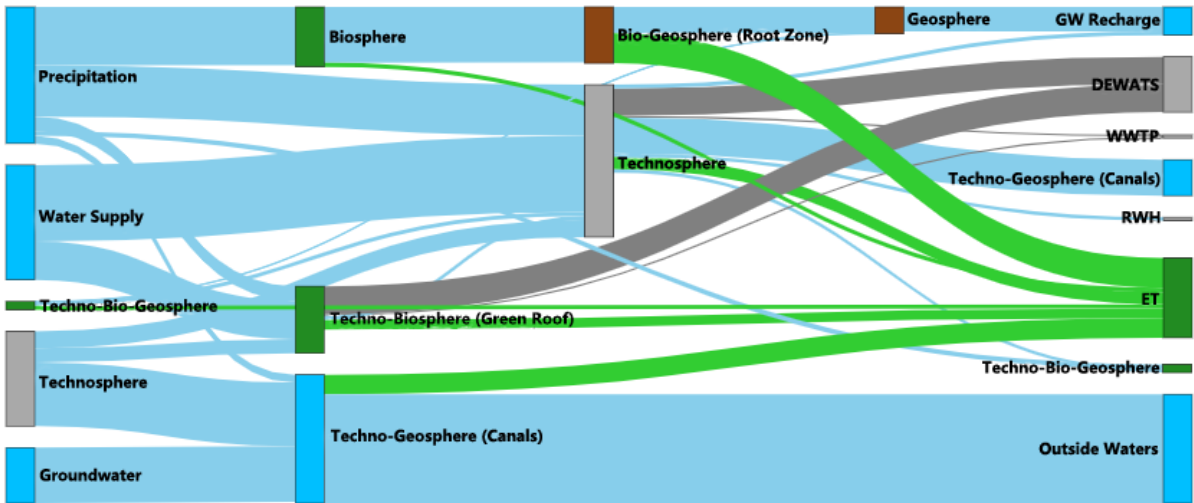 Precipitation
Water Supply
Techno-Bio-Geosphere
Technosphere
Groundwater
Biosphere
Techno-Biosphere (Green Roof)
Techno-Geosphere (Canals)
Bio-Geosphere (Root Zone)
Technosphere
Geosphere
GW Recharge
DEWATS
WWTP
Techno-Geosphere (Canals)
RWH
ET
Techno-Bio-Geosphere
Outside Waters